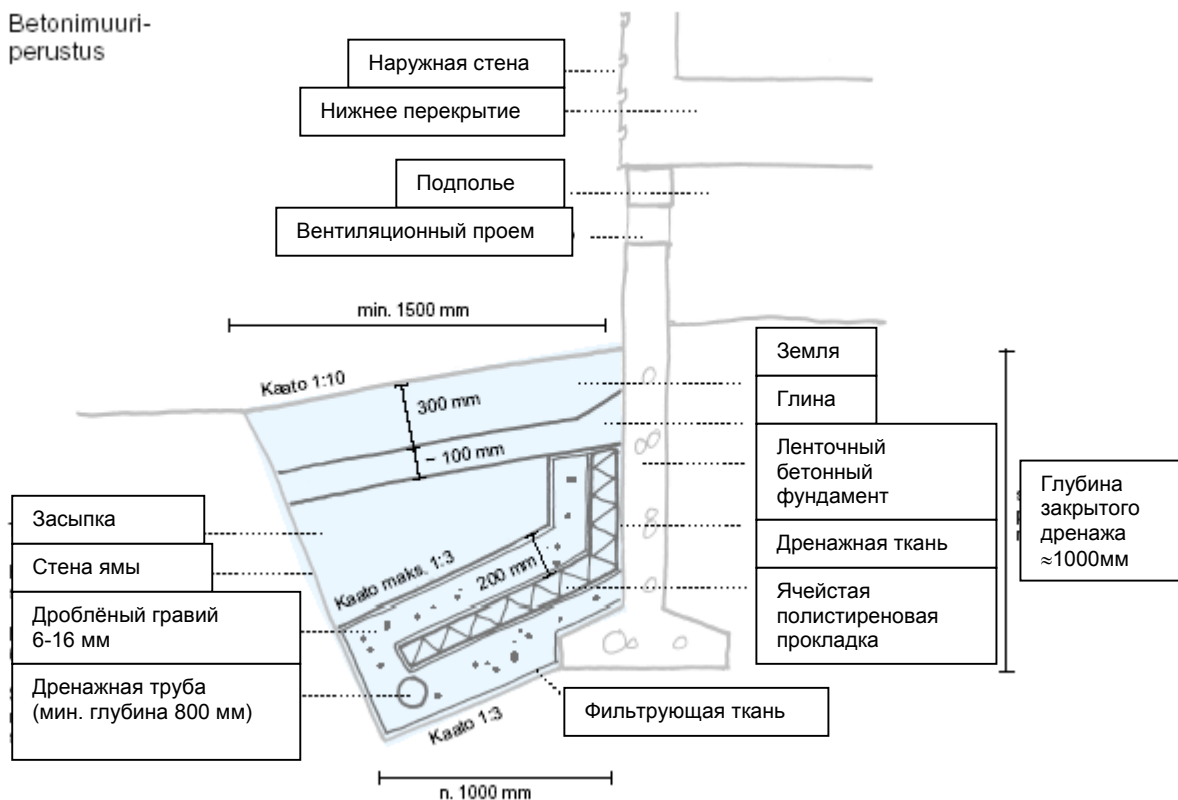 Betonimuuri-
perustus
Наружная стена
Нижнее перекрытие
Подполье
Вентиляционный проем
min. 1500 mm
Kaato 1:10
300 mm
~ 100 mm
Земля
Глина
Ленточный
бетонный
фундамент
Дренажная ткань
Ячейстая
полистиреновая
прокладка
Глубина
закрытого
дренажа
≈1000мм
Засыпка
Стена ямы
Дроблёный гравий
6-16 мм
Дренажная труба
(мин. глубина 800 мм)
Kaato maks. 1:3
200 mm
Kaato 1:3
Фильтрующая ткань
n. 1000 mm